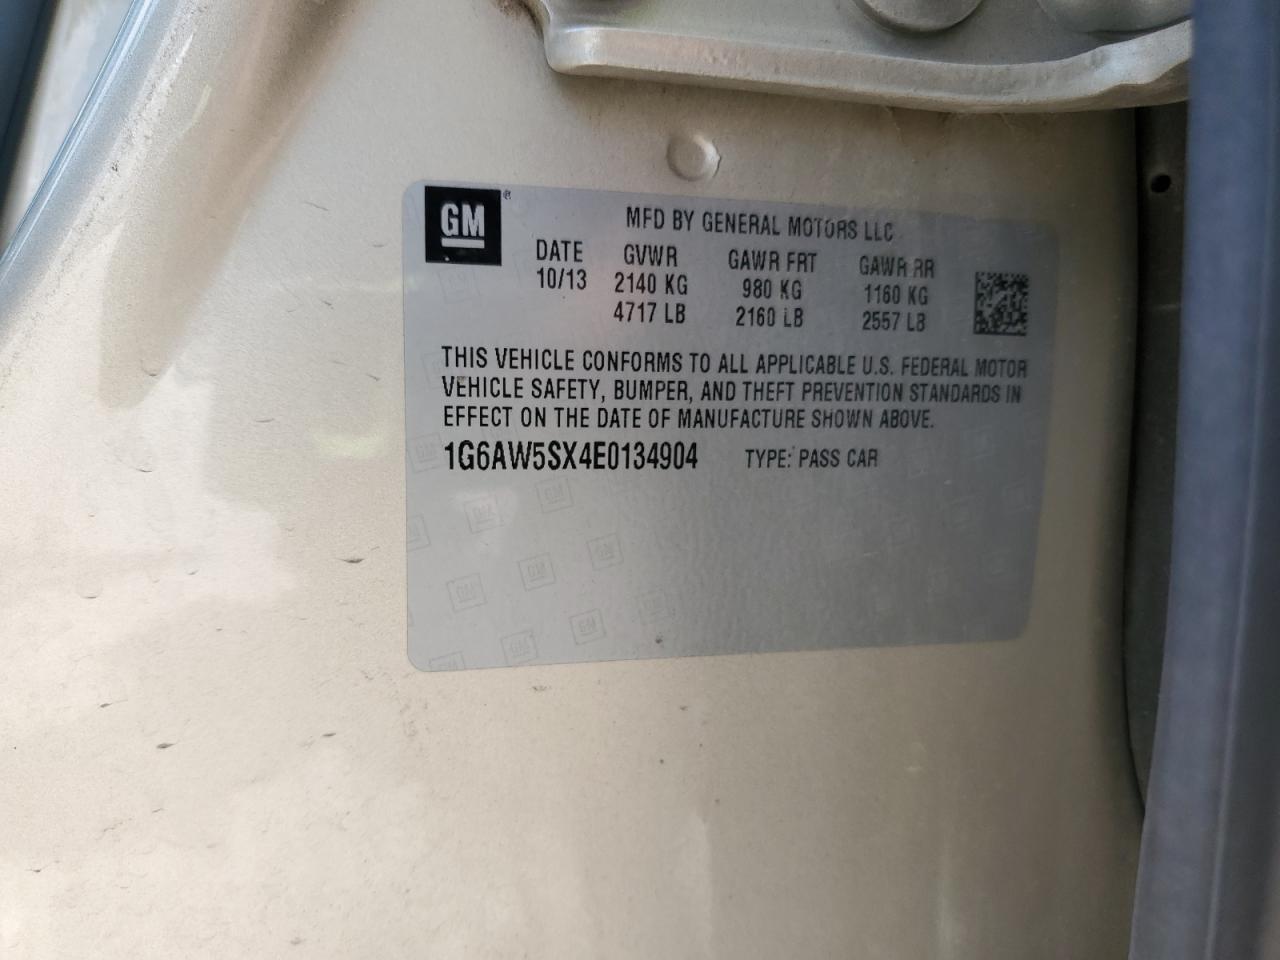 GM®
MFD BY GENERAL MOTORS LLC
DATE GVWR GAWR FRT GAWR RR
10/13 2140 KG 980 KG 1160 KG
4717 LB 2160 LB 2557 LB
THIS VEHICLE CONFORMS TO ALL APPLICABLE U.S. FEDERAL MOTOR
VEHICLE SAFETY, BUMPER, AND THEFT PREVENTION STANDARDS IN
EFFECT ON THE DATE OF MANUFACTURE SHOWN ABOVE.
1G6AW5SX4E0134904 TYPE: PASS CAR